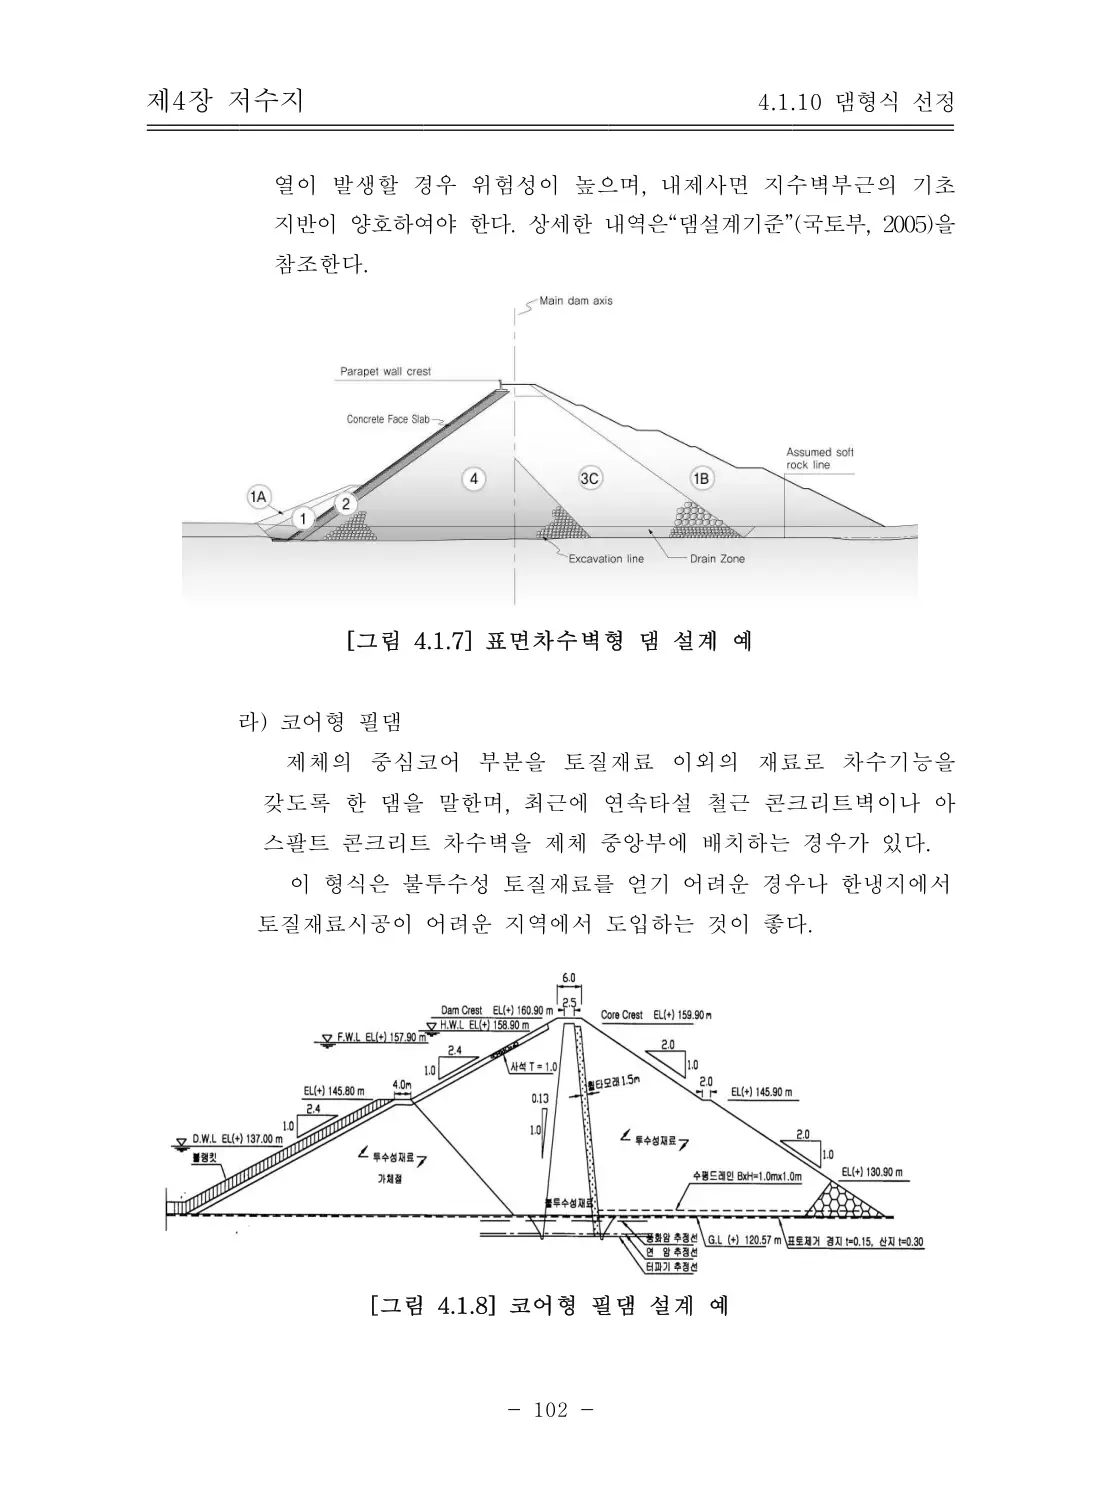 제4장 저수지
4.1.10 댐형식 선정
열이 발생할 경우 위험성이 높으며, 내제사면 지수벽부근의 기초
지반이 양호하여야 한다. 상세한 내역은“댐설계기준”(국토부, 2005)을
참조한다.
Main dam axis
Parapet wall crest
Concrete Face Slab
Assumed soft
rock line
1A
1
2
4
3C
1B
Excavation line
Drain Zone
[그림 4.1.7] 표면차수벽형 댐 설계 예
라) 코어형 필댐
제체의 중심코어 부분을 토질재료 이외의 재료로 차수기능을
갖도록 한 댐을 말한며, 최근에 연속타설 철근 콘크리트벽이나 아
스팔트 콘크리트 차수벽을 제체 중앙부에 배치하는 경우가 있다.
이 형식은 불투수성 토질재료를 얻기 어려운 경우나 한냉지에서
토질재료시공이 어려운 지역에서 도입하는 것이 좋다.
6.0
2.5
Dam Crest EL(+) 160.90 m
Core Crest EL(+) 159.90 m
H.W.L EL(+) 158.90 m
F.W.L EL(+) 157.90 m
2.4
1.0
사석 T = 1.0
필타모래 1.5m
2.0
1.0
4.0m
EL(+) 145.80 m
2.4
1.0
0.13
1.0
2.0
EL(+) 145.90 m
D.W.L EL(+) 137.00 m
블랭킷
투수성재료
가체절
투수성재료
2.0
1.0
수평드레인 BxH=1.0mx1.0m
EL(+) 130.90 m
불투수성재료
풍화암 추정선
연 암 추정선
터파기 추정선
G.L (+) 120.57 m
표토제거 경지 t=0.15, 산지 t=0.30
[그림 4.1.8] 코어형 필댐 설계 예
- 102 -